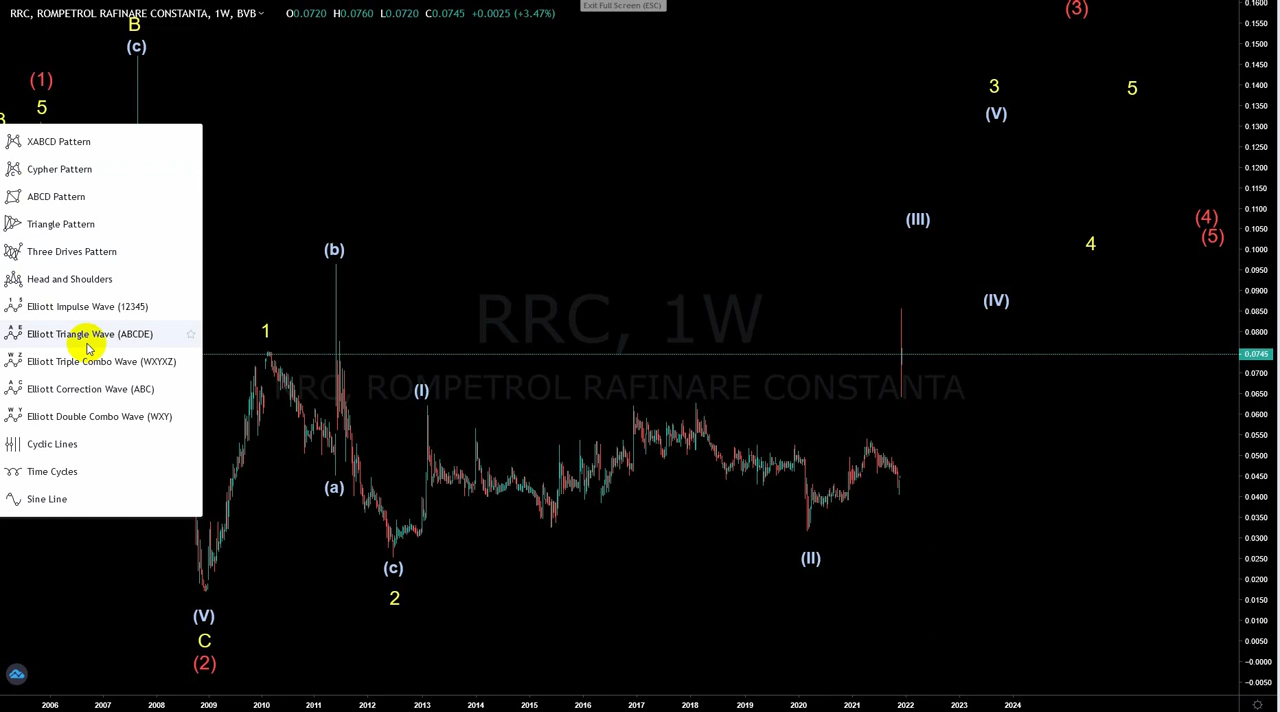 RRC, ROMPETROL RAFINARE CONSTANTA, 1W, BVB O0.0720 H0.0760 L0.0720 C0.0745 +0.0025 (+3.47%)
Exit Full Screen (ESC)
B
(c)
(1)
5
B
(3)
3
(V)
5
(III)
(4)
(5)
4
(IV)
(b)
1
(I)
(a)
(c)
2
(II)
(V)
C
(2)
XABCD Pattern
Cypher Pattern
ABCD Pattern
Triangle Pattern
Three Drives Pattern
Head and Shoulders
Elliott Impulse Wave (12345)
Elliott Triangle Wave (ABCDE)
Elliott Triple Combo Wave (WXYXZ)
Elliott Correction Wave (ABC)
Elliott Double Combo Wave (WXY)
Cyclic Lines
Time Cycles
Sine Line
RRC, 1W
RRC, ROMPETROL RAFINARE CONSTANTA
0.1600
0.1550
0.1500
0.1450
0.1400
0.1350
0.1300
0.1250
0.1200
0.1150
0.1100
0.1050
0.1000
0.0950
0.0900
0.0850
0.0800
0.0745
0.0700
0.0650
0.0600
0.0550
0.0500
0.0450
0.0400
0.0350
0.0300
0.0250
0.0200
0.0150
0.0100
0.0050
-0.0000
-0.0050
2006 2007 2008 2009 2010 2011 2012 2013 2014 2015 2016 2017 2018 2019 2020 2021 2022 2023 2024